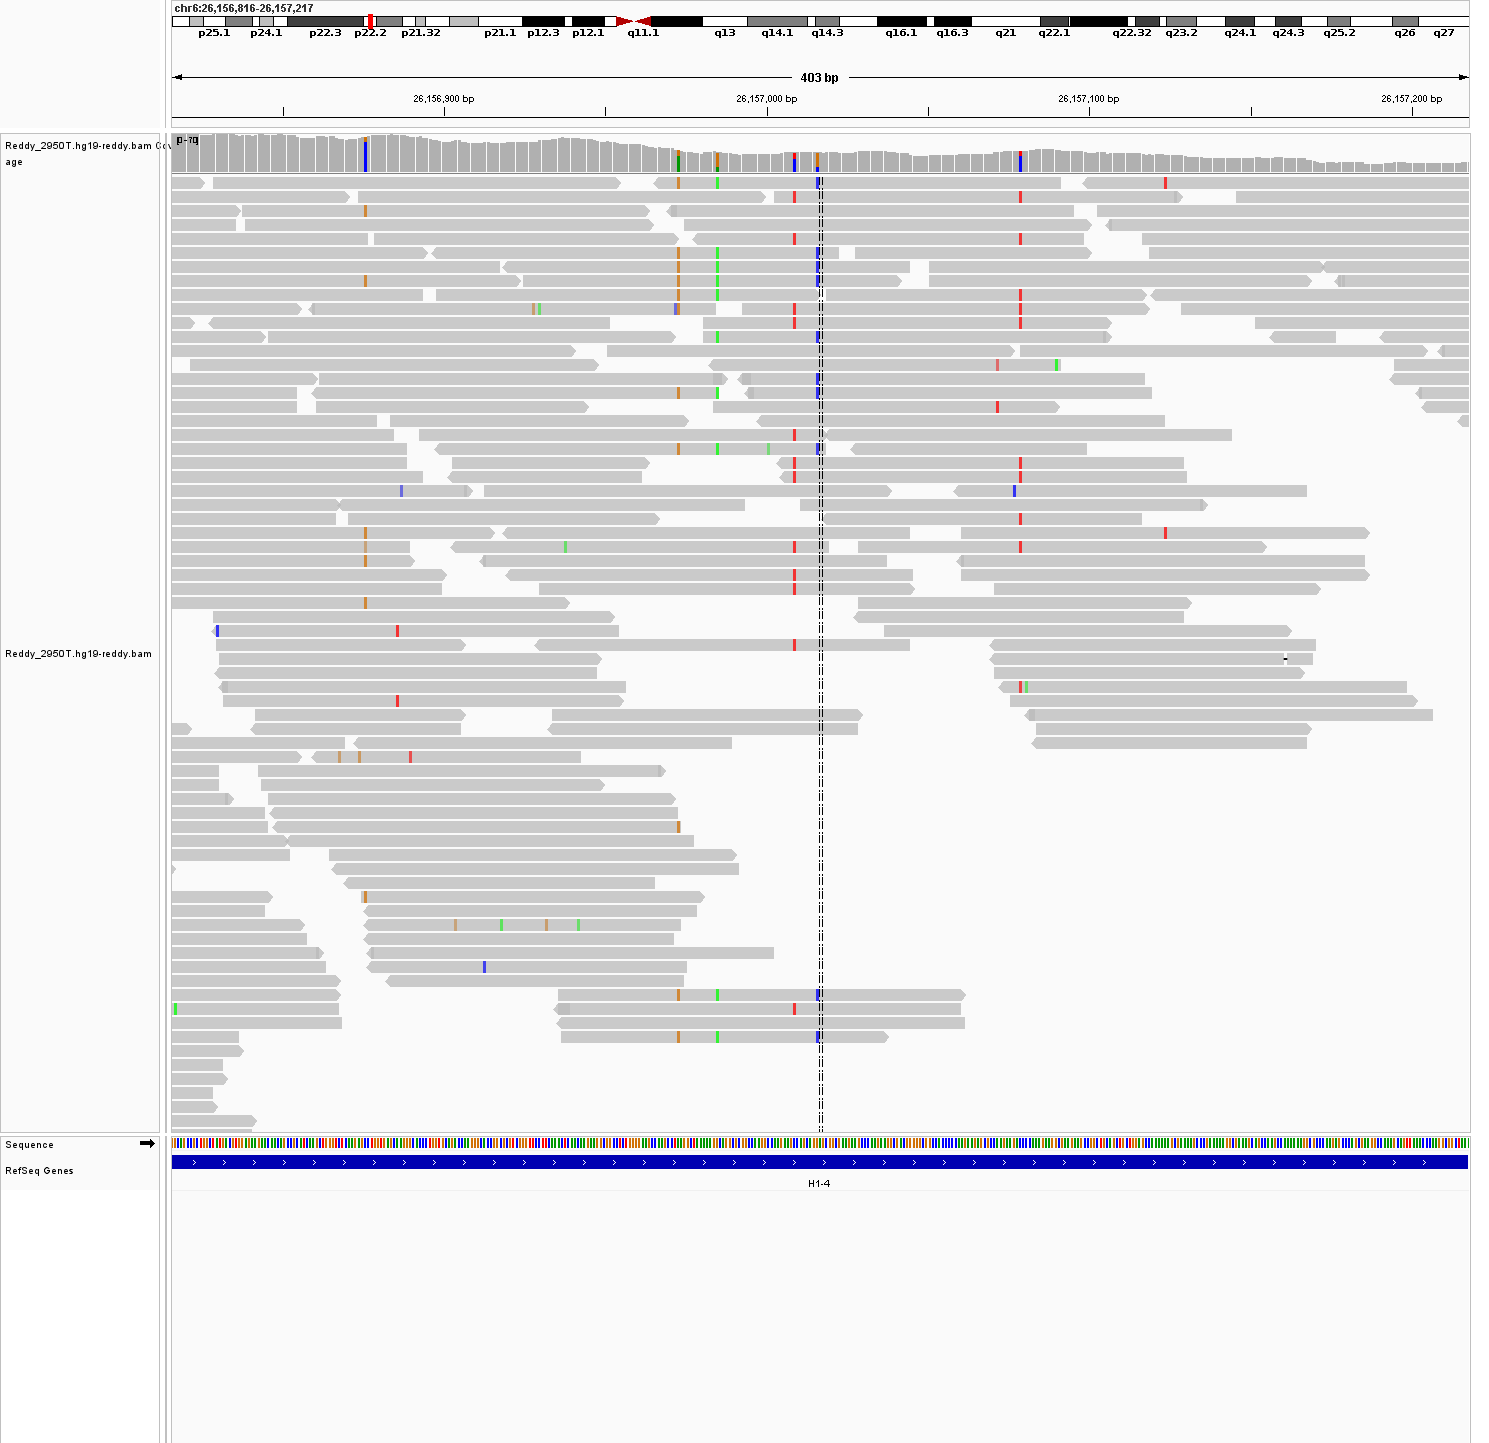 chr6:26,156,816-26,157,217
p25.1 p24.1 p22.3 p22.2 p21.32 p21.1 p12.3 p12.1 q11.1 q13 q14.1 q14.3 q16.1 q16.3 q21 q22.1 q22.32 q23.2 q24.1 q24.3 q25.2 q26 q27
403 bp
26,156,900 bp 26,157,000 bp 26,157,100 bp 26,157,200 bp
Reddy_2950T.hg19-reddy.bam
age
Reddy_2950T.hg19-reddy.bam
Sequence
RefSeq Genes
H1-4